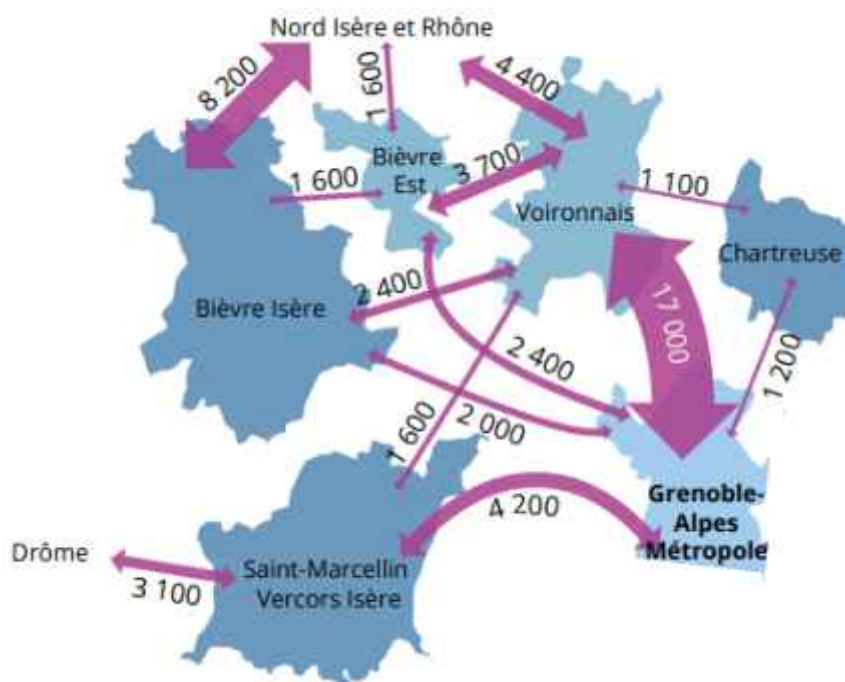 Nord Isère et Rhône
8 200
1 600
4 400
Bièvre
Est
3 700
1 600
1 100
Voironnais
Chartreuse
2 400
Bièvre Isère
17 000
2 400
1 200
2 000
1 600
Grenoble-
Alpes
Métropole
4 200
Drôme
3 100
Saint-Marcellin
Vercors Isère